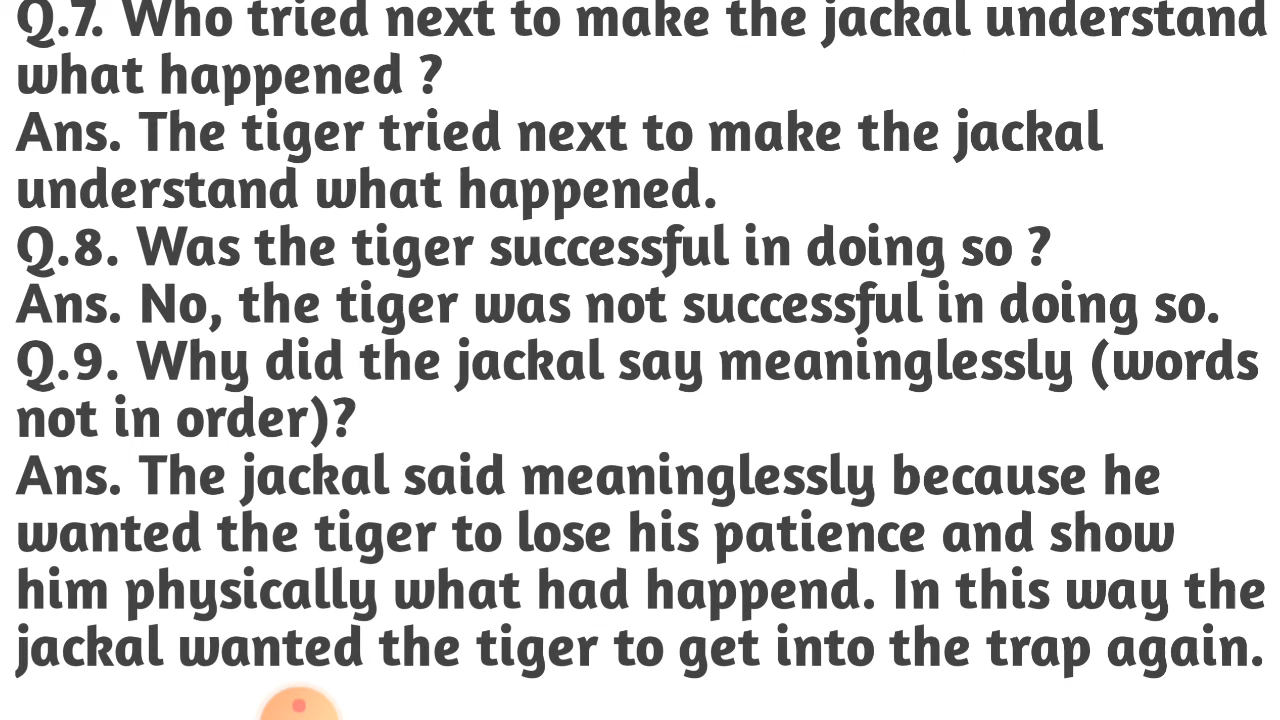 Q.7. Who tried next to make the jackal understand
what happened ?
Ans. The tiger tried next to make the jackal
understand what happened.
Q.8. Was the tiger successful in doing so ?
Ans. No, the tiger was not successful in doing so.
Q.9. Why did the jackal say meaninglessly (words
not in order)?
Ans. The jackal said meaninglessly because he
wanted the tiger to lose his patience and show
him physically what had happend. In this way the
jackal wanted the tiger to get into the trap again.